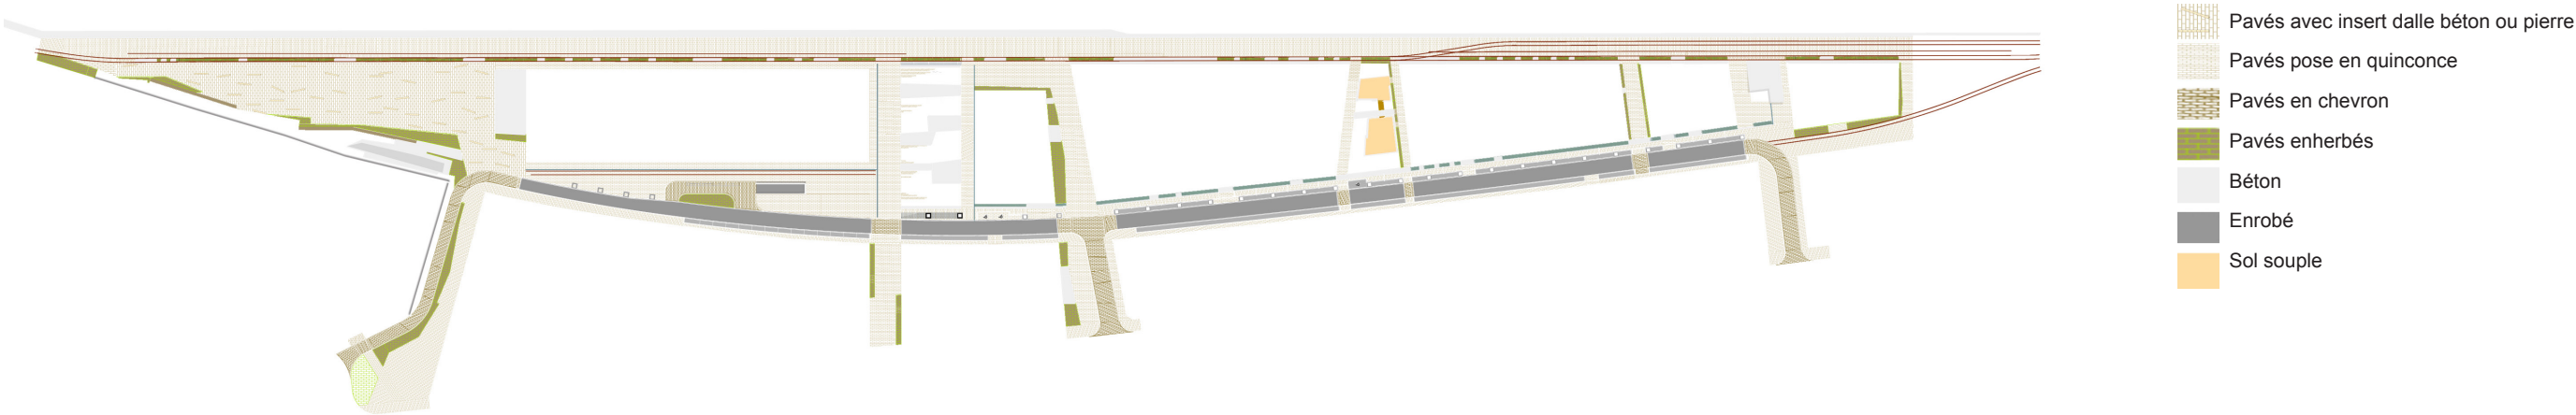 Pavés avec insert dalle béton ou pierre
Pavés pose en quinconce
Pavés en chevron
Pavés enherbés
Béton
Enrobé
Sol souple